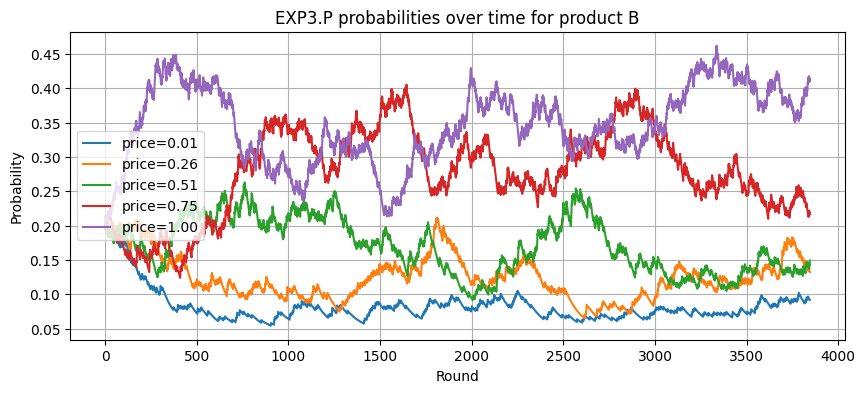 EXP3.P probabilities over time for product B
Probability
0.45
0.40
0.35
0.30
0.25
0.20
0.15
0.10
0.05
price=0.01
price=0.26
price=0.51
price=0.75
price=1.00
0
500
1000
1500
2000
2500
3000
3500
4000
Round